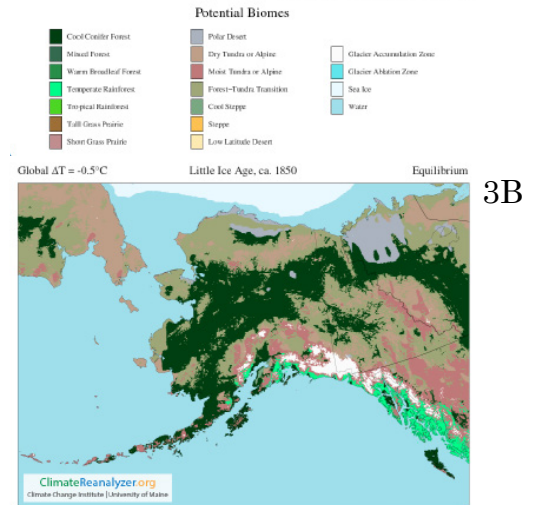 Potential Biomes
Cool Conifer Forest
Mixed Forest
Warm Broadleaf Forest
Temperate Rainforest
Tropical Rainforest
Tall Grass Prairie
Short Grass Prairie
Polar Desert
Dry Tundra or Alpine
Moist Tundra or Alpine
Forest-Tundra Transition
Cool Steppe
Steppe
Low Latitude Desert
Glacier Accumulation Zone
Glacier Ablation Zone
Sea Ice
Water
Global ΔT = -0.5°C Little Ice Age, ca. 1850 Equilibrium
3B
ClimateReanalyzer.org
Climate Change Institute | University of Maine